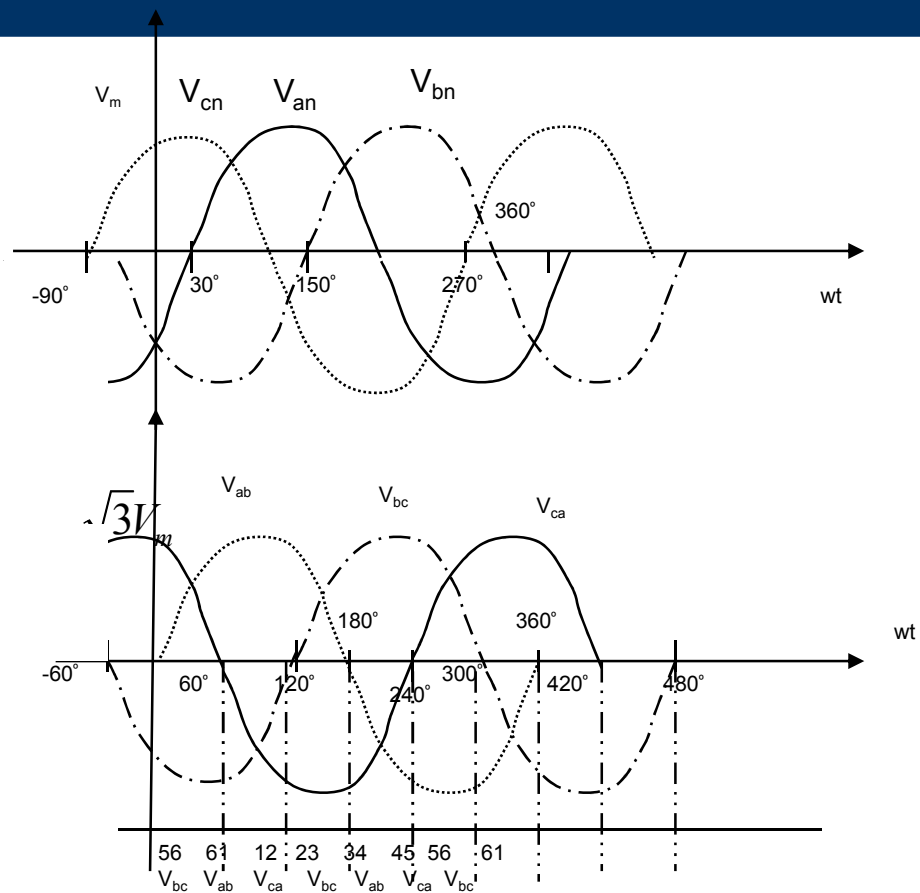 V_m V_cn V_an V_bn
360°
-90° 30° 150° 270° wt
V_ab V_bc V_ca
√3V_m
180° 360° wt
-60° 60° 120° 240° 300° 420° 480°
56 61 12 23 34 45 56 61
V_bc V_ab V_ca V_bc V_ab V_ca V_bc